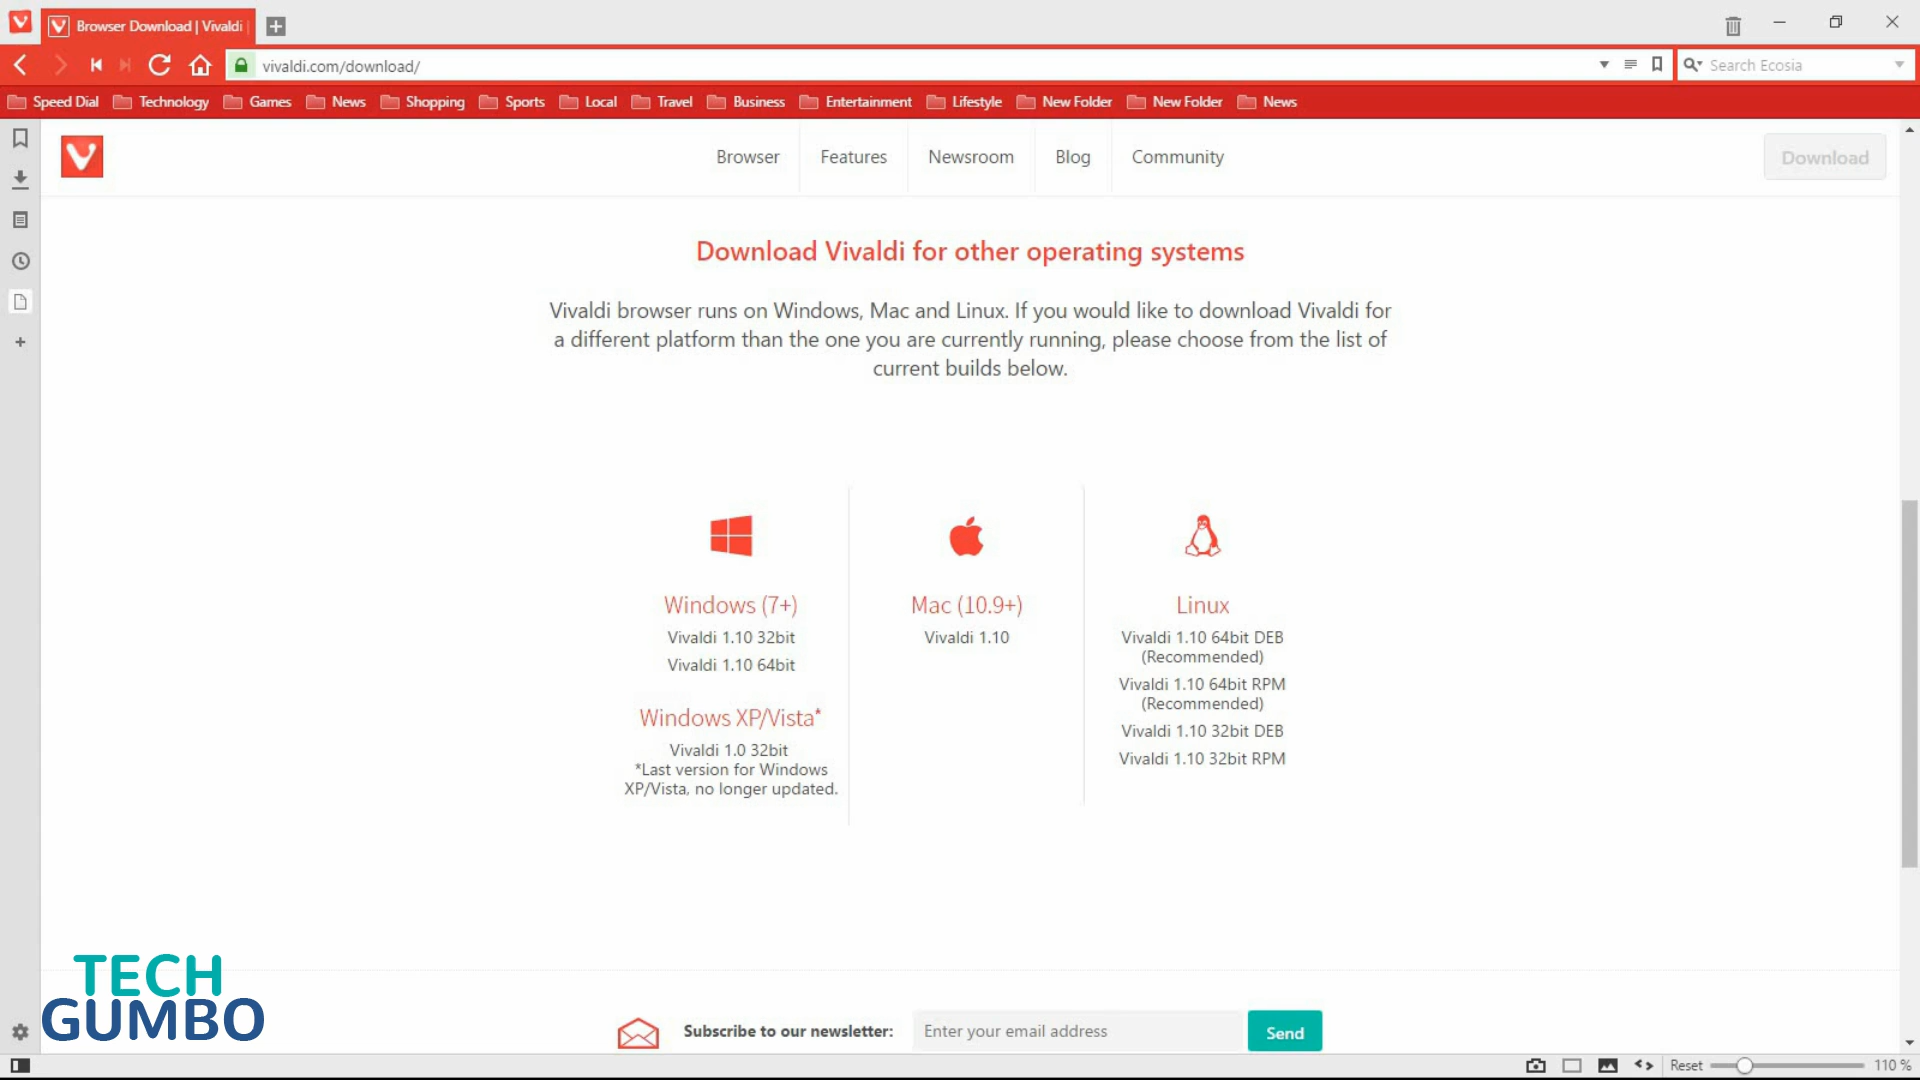 Browser Download | Vivaldi
vivaldi.com/download/
Search Ecosia
Speed Dial Technology Games News Shopping Sports Local Travel Business Entertainment Lifestyle New Folder New Folder News
Browser Features Newsroom Blog Community Download
Download Vivaldi for other operating systems
Vivaldi browser runs on Windows, Mac and Linux. If you would like to download Vivaldi for
a different platform than the one you are currently running, please choose from the list of
current builds below.
Windows (7+)
Vivaldi 1.10 32bit
Vivaldi 1.10 64bit
Windows XP/Vista*
Vivaldi 1.0 32bit
*Last version for Windows
XP/Vista, no longer updated.
Mac (10.9+)
Vivaldi 1.10
Linux
Vivaldi 1.10 64bit DEB
(Recommended)
Vivaldi 1.10 64bit RPM
(Recommended)
Vivaldi 1.10 32bit DEB
Vivaldi 1.10 32bit RPM
TECH
GUMBO
Subscribe to our newsletter: Enter your email address Send
Reset 110 %